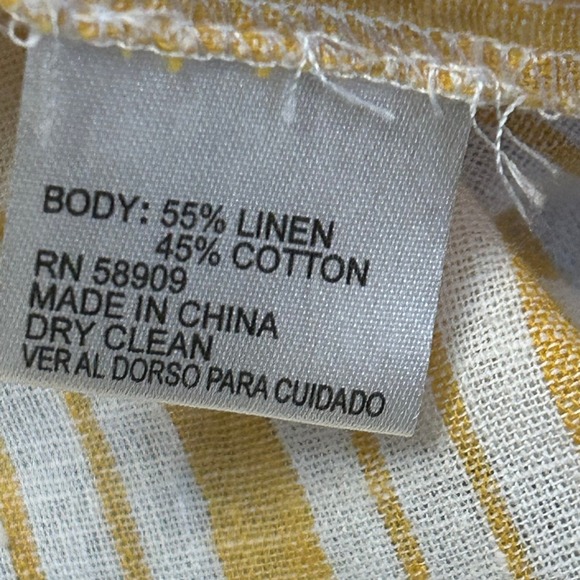 BODY: 55% LINEN
45% COTTON
RN 58909
MADE IN CHINA
DRY CLEAN
VER AL DORSO PARA CUIDADO